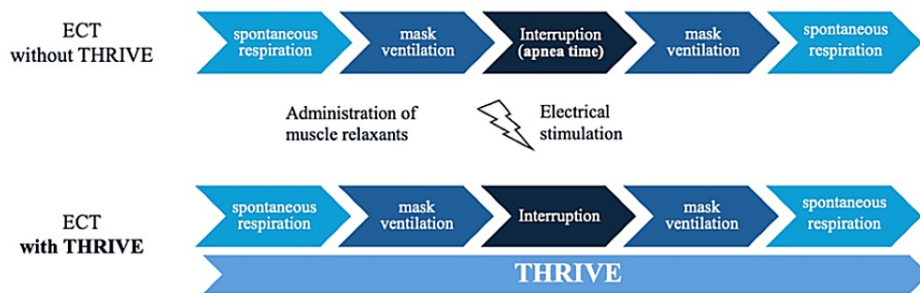 ECT
without THRIVE
spontaneous
respiration
mask
ventilation
Interruption
(apnea time)
mask
ventilation
spontaneous
respiration
Administration of
muscle relaxants
Electrical
stimulation
ECT
with THRIVE
spontaneous
respiration
mask
ventilation
Interruption
mask
ventilation
spontaneous
respiration
THRIVE